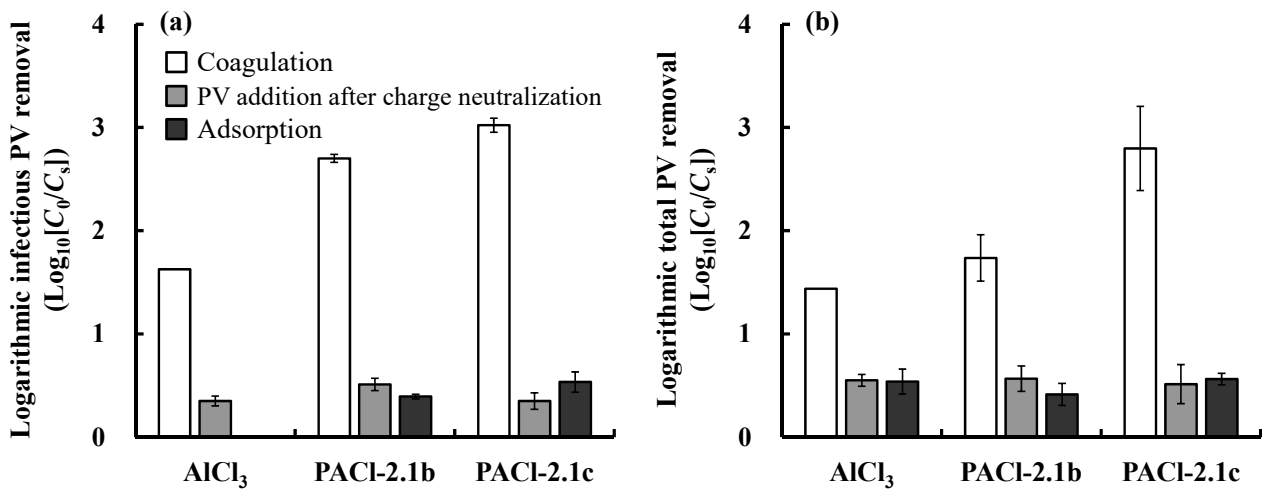 (a)
Logarithmic infectious PV removal
(Log₁₀[C₀/Cₛ])
4
3
2
1
0
Coagulation
PV addition after charge neutralization
Adsorption
AlCl₃
PACl-2.1b
PACl-2.1c
(b)
Logarithmic total PV removal
(Log₁₀[C₀/Cₛ])
4
3
2
1
0
AlCl₃
PACl-2.1b
PACl-2.1c